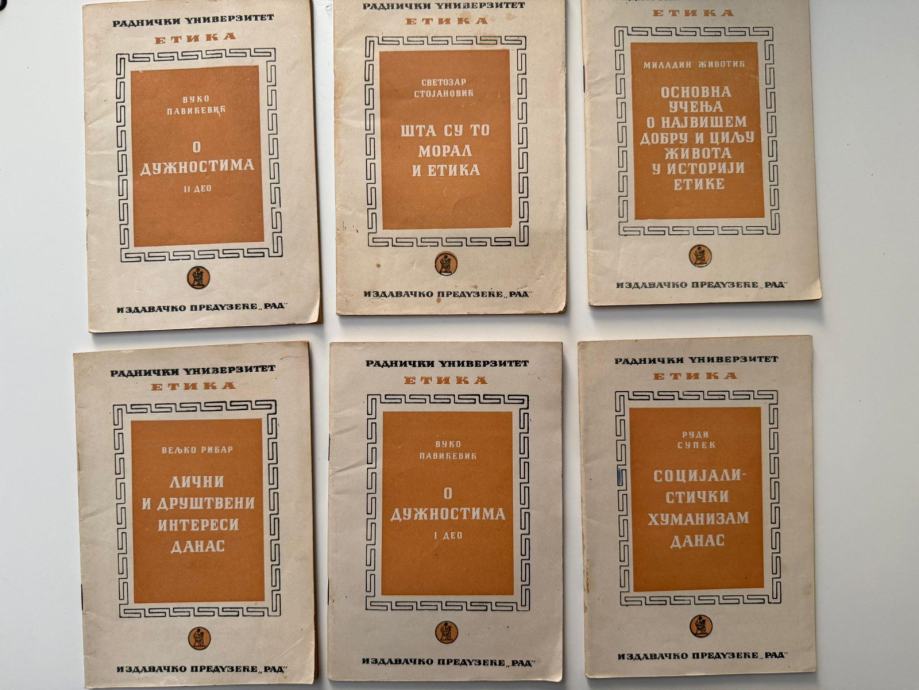 РАДНИЧКИ УНИВЕРЗИТЕТ
ЕТИКА
ВУКО
ПАВИЋЕВИЋ
О
ДУЖНОСТИМА
II ДЕО
ИЗДАВАЧКО ПРЕДУЗЕЋЕ „РАД"
РАДНИЧКИ УНИВЕРЗИТЕТ
ЕТИКА
СВЕТОЗАР
СТОЈАНОВИЋ
ШТА СУ ТО
МОРАЛ
И ЕТИКА
ИЗДАВАЧКО ПРЕДУЗЕЋЕ „РАД"
ЕТИКА
МИЛАДИН ЖИВОТИЋ
ОСНОВНА
УЧЕЊА
О НАЈВИШЕМ
ДОБРУ И ЦИЉУ
ЖИВОТА
У ИСТОРИЈИ
ЕТИКЕ
ИЗДАВАЧКО ПРЕДУЗЕЋЕ „РАД"
РАДНИЧКИ УНИВЕРЗИТЕТ
ЕТИКА
ВЕЉКО РИБАР
ЛИЧНИ
И ДРУШТВЕНИ
ИНТЕРЕСИ
ДАНАС
ИЗДАВАЧКО ПРЕДУЗЕЋЕ „РАД"
РАДНИЧКИ УНИВЕРЗИТЕТ
ЕТИКА
ВУКО
ПАВИЋЕВИЋ
О
ДУЖНОСТИМА
I ДЕО
ИЗДАВАЧКО ПРЕДУЗЕЋЕ „РАД"
РАДНИЧКИ УНИВЕРЗИТЕТ
ЕТИКА
РУДИ
СУПЕК
СОЦИЈАЛИ-
СТИЧКИ
ХУМАНИЗАМ
ДАНАС
ИЗДАВАЧКО ПРЕДУЗЕЋЕ „РАД"